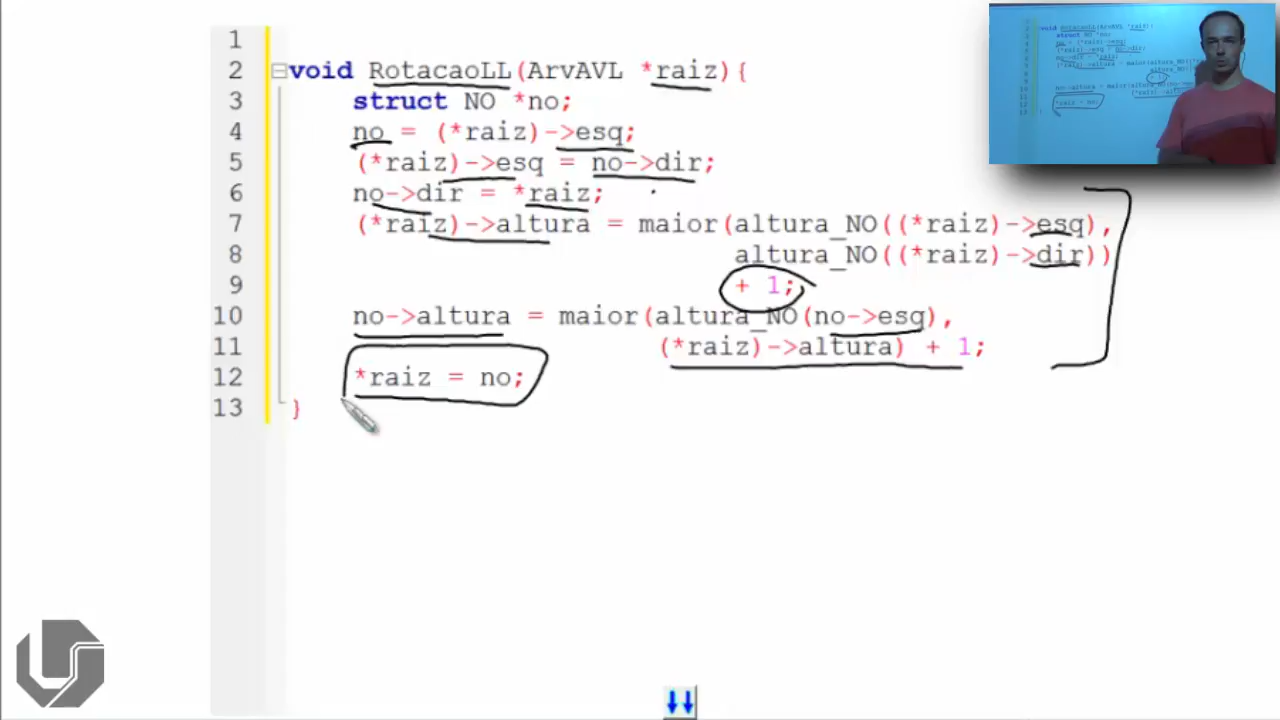 1
2 void RotacaoLL(ArvAVL *raiz){
3 struct NO *no;
4 no = (*raiz)->esq;
5 (*raiz)->esq = no->dir;
6 no->dir = *raiz;
7 (*raiz)->altura = maior(altura_NO((*raiz)->esq),
8 altura_NO((*raiz)->dir))
9 + 1;
10 no->altura = maior(altura_NO(no->esq),
11 (*raiz)->altura) + 1;
12 *raiz = no;
13 }